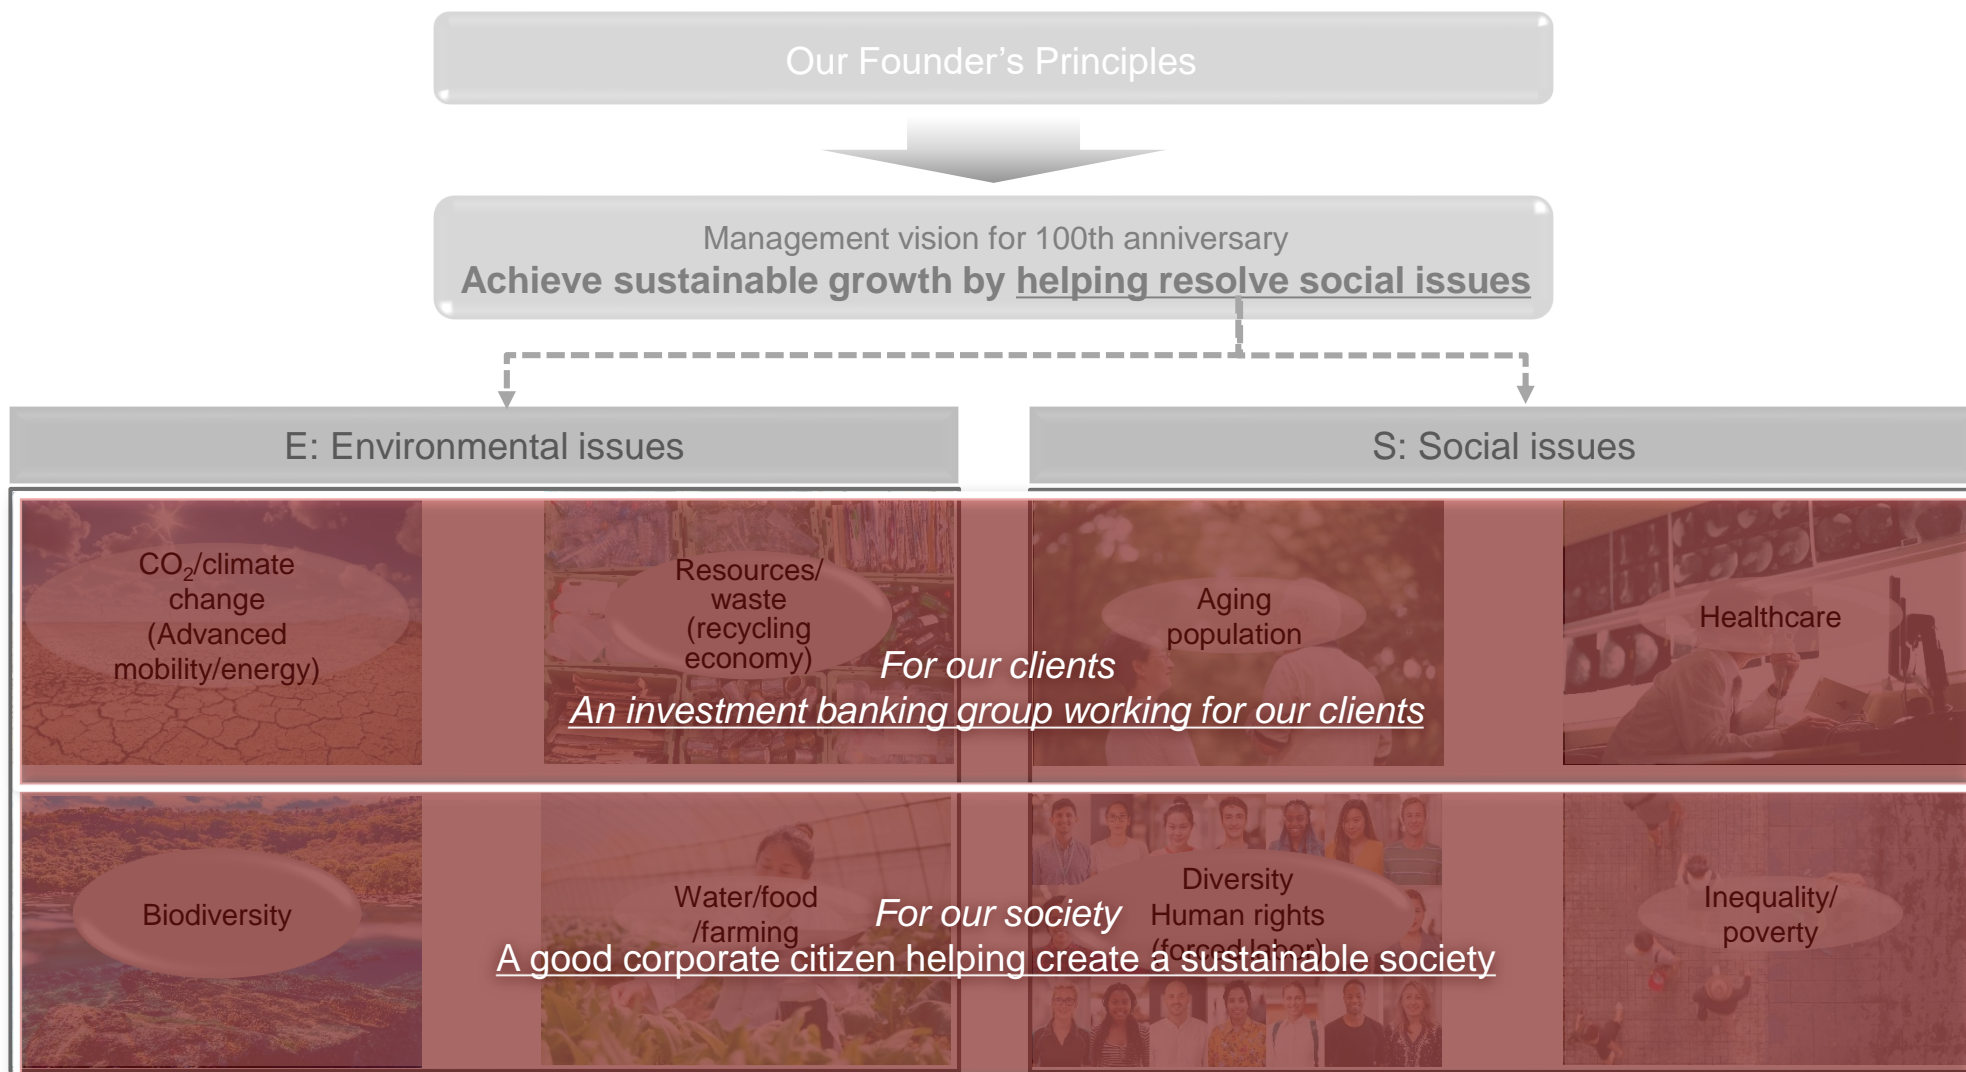 Our Founder’s Principles
Management vision for 100th anniversary
Achieve sustainable growth by helping resolve social issues
E: Environmental issues
S: Social issues
CO₂/climate
change
(Advanced
mobility/energy)
Resources/
waste
(recycling
economy)
Aging
population
Healthcare
For our clients
An investment banking group working for our clients
Biodiversity
Water/food
/farming
Diversity
Human rights
(forced labor)
Inequality/
poverty
For our society
A good corporate citizen helping create a sustainable society